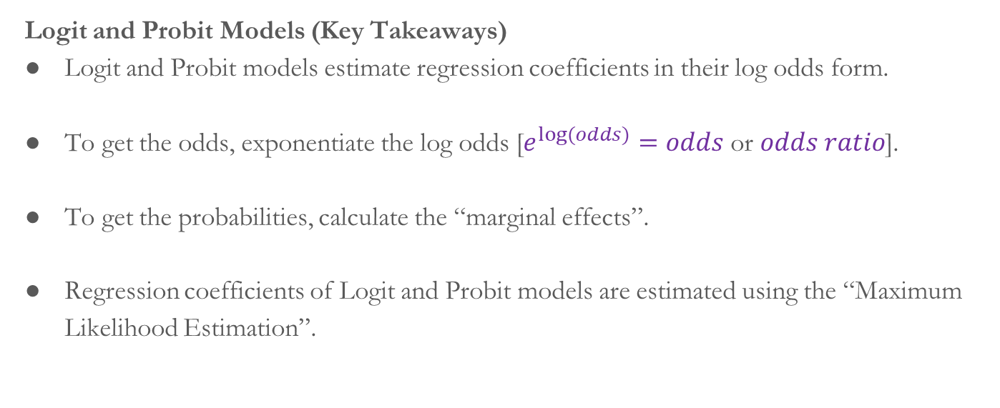 Logit and Probit Models (Key Takeaways)
● Logit and Probit models estimate regression coefficients in their log odds form.
● To get the odds, exponentiate the log odds [e^log(odds) = odds or odds ratio].
● To get the probabilities, calculate the “marginal effects”.
● Regression coefficients of Logit and Probit models are estimated using the “Maximum
Likelihood Estimation”.